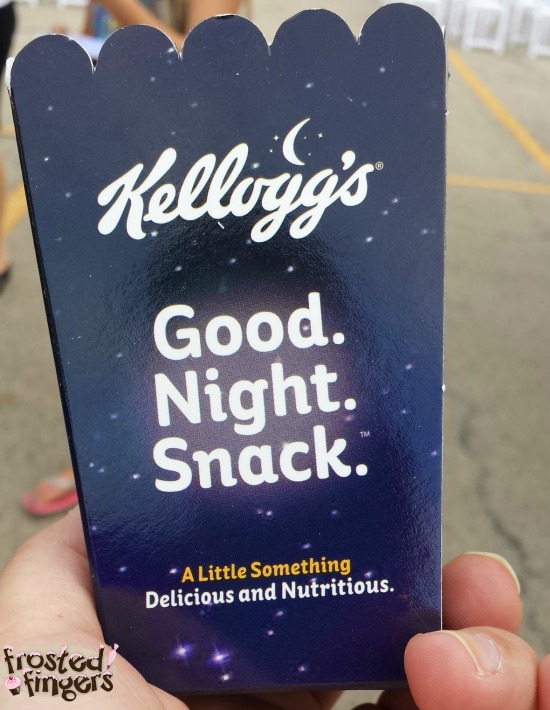 Kellogg's®
Good.
Night.
Snack.™
A Little Something
Delicious and Nutritious.
frosted!
fingers